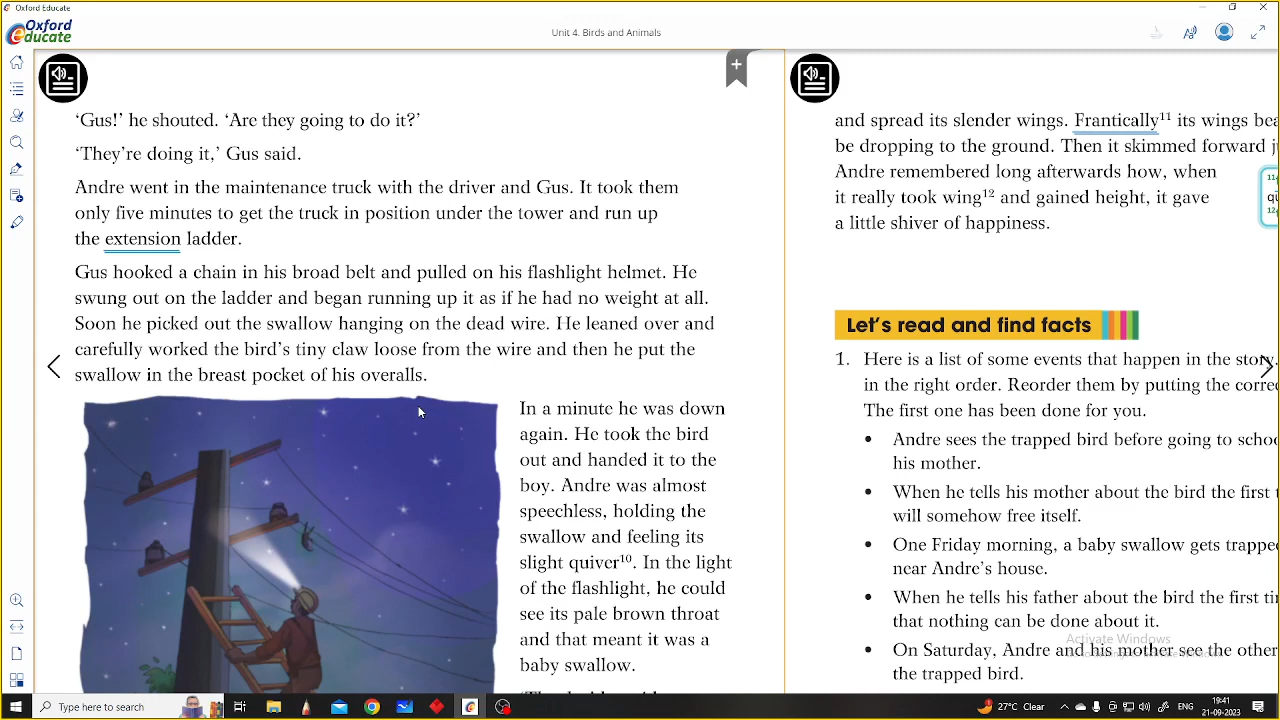 Oxford Educate
Oxford
educate
Unit 4. Birds and Animals
‘Gus!’ he shouted. ‘Are they going to do it?’
‘They’re doing it,’ Gus said.
Andre went in the maintenance truck with the driver and Gus. It took them
only five minutes to get the truck in position under the tower and run up
the extension ladder.
Gus hooked a chain in his broad belt and pulled on his flashlight helmet. He
swung out on the ladder and began running up it as if he had no weight at all.
Soon he picked out the swallow hanging on the dead wire. He leaned over and
carefully worked the bird’s tiny claw loose from the wire and then he put the
swallow in the breast pocket of his overalls.
In a minute he was down
again. He took the bird
out and handed it to the
boy. Andre was almost
speechless, holding the
swallow and feeling its
slight quiver10. In the light
of the flashlight, he could
see its pale brown throat
and that meant it was a
baby swallow.
and spread its slender wings. Frantically11 its wings
be dropping to the ground. Then it skimmed forward
Andre remembered long afterwards how, when
it really took wing12 and gained height, it gave
a little shiver of happiness.
11
12
Let’s read and find facts
1. Here is a list of some events that happen in the story.
in the right order. Reorder them by putting the
The first one has been done for you.
• Andre sees the trapped bird before going to
his mother.
• When he tells his mother about the bird the first
will somehow free itself.
• One Friday morning, a baby swallow gets
near Andre’s house.
• When he tells his father about the bird the first
that nothing can be done about it.
• On Saturday, Andre and his mother see the other
the trapped bird.
Activate Windows
Type here to search
27°C Clear
ENG
19:41
21-09-2023